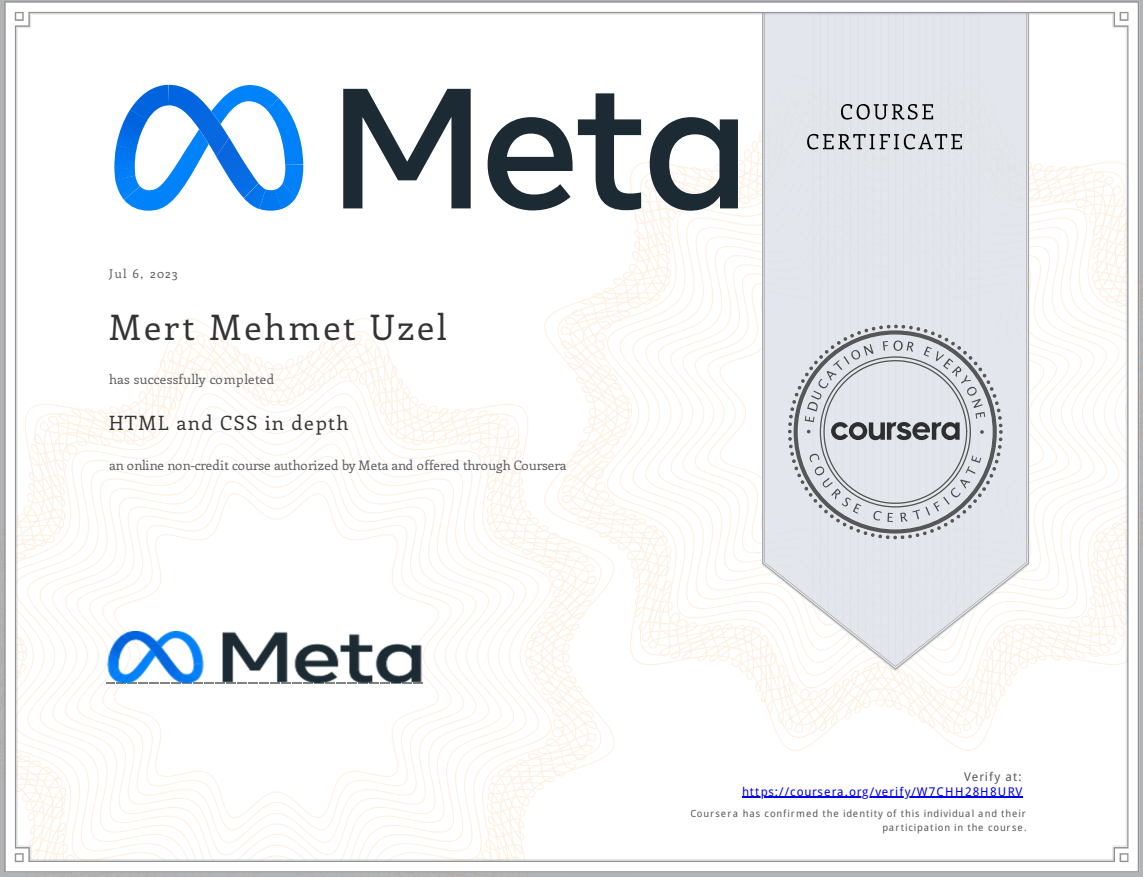 Meta
COURSE
CERTIFICATE
Jul 6, 2023
Mert Mehmet Uzel
has successfully completed
HTML and CSS in depth
an online non-credit course authorized by Meta and offered through Coursera
EDUCATION FOR EVERYONE
coursera
COURSE CERTIFICATE
Meta
Verify at:
https://coursera.org/verify/W7CHH28H8URV
Coursera has confirmed the identity of this individual and their
participation in the course.